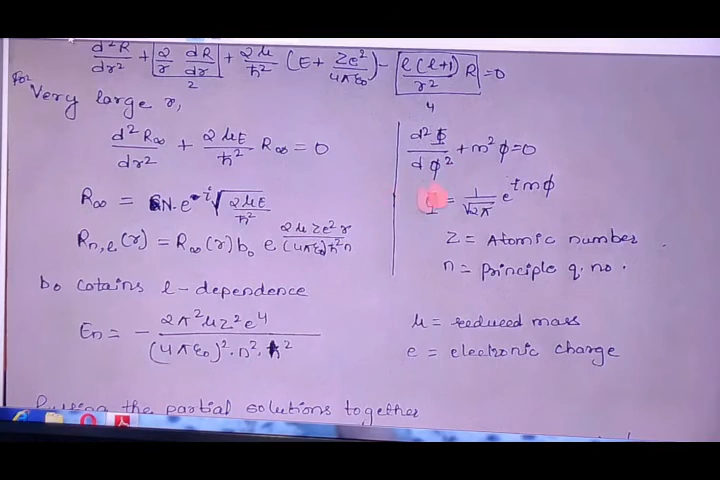 d²R/dr² + 2/r dR/dr + 2μ/ħ² (E + Ze²/4πε₀) - l(l+1)/r² R = 0
2
4
For
Very large r,
d²R∞/dr² + 2μE/ħ² R∞ = 0
R∞ = N·e^-i√(2μE/ħ²)
Rn,l(r) = R∞(r) b₀ e^(2μZe²r/(4πε₀)ħ²n)
b₀ cotains l-dependence
En = - 2π²μZ²e⁴/(4πε₀)²·n²·ħ²
d²Φ/dφ² + m²φ = 0
= 1/√2π e^±imφ
Z = Atomic number
n = principle q. no.
μ = reduced mass
e = electronic charge
the partial solutions together